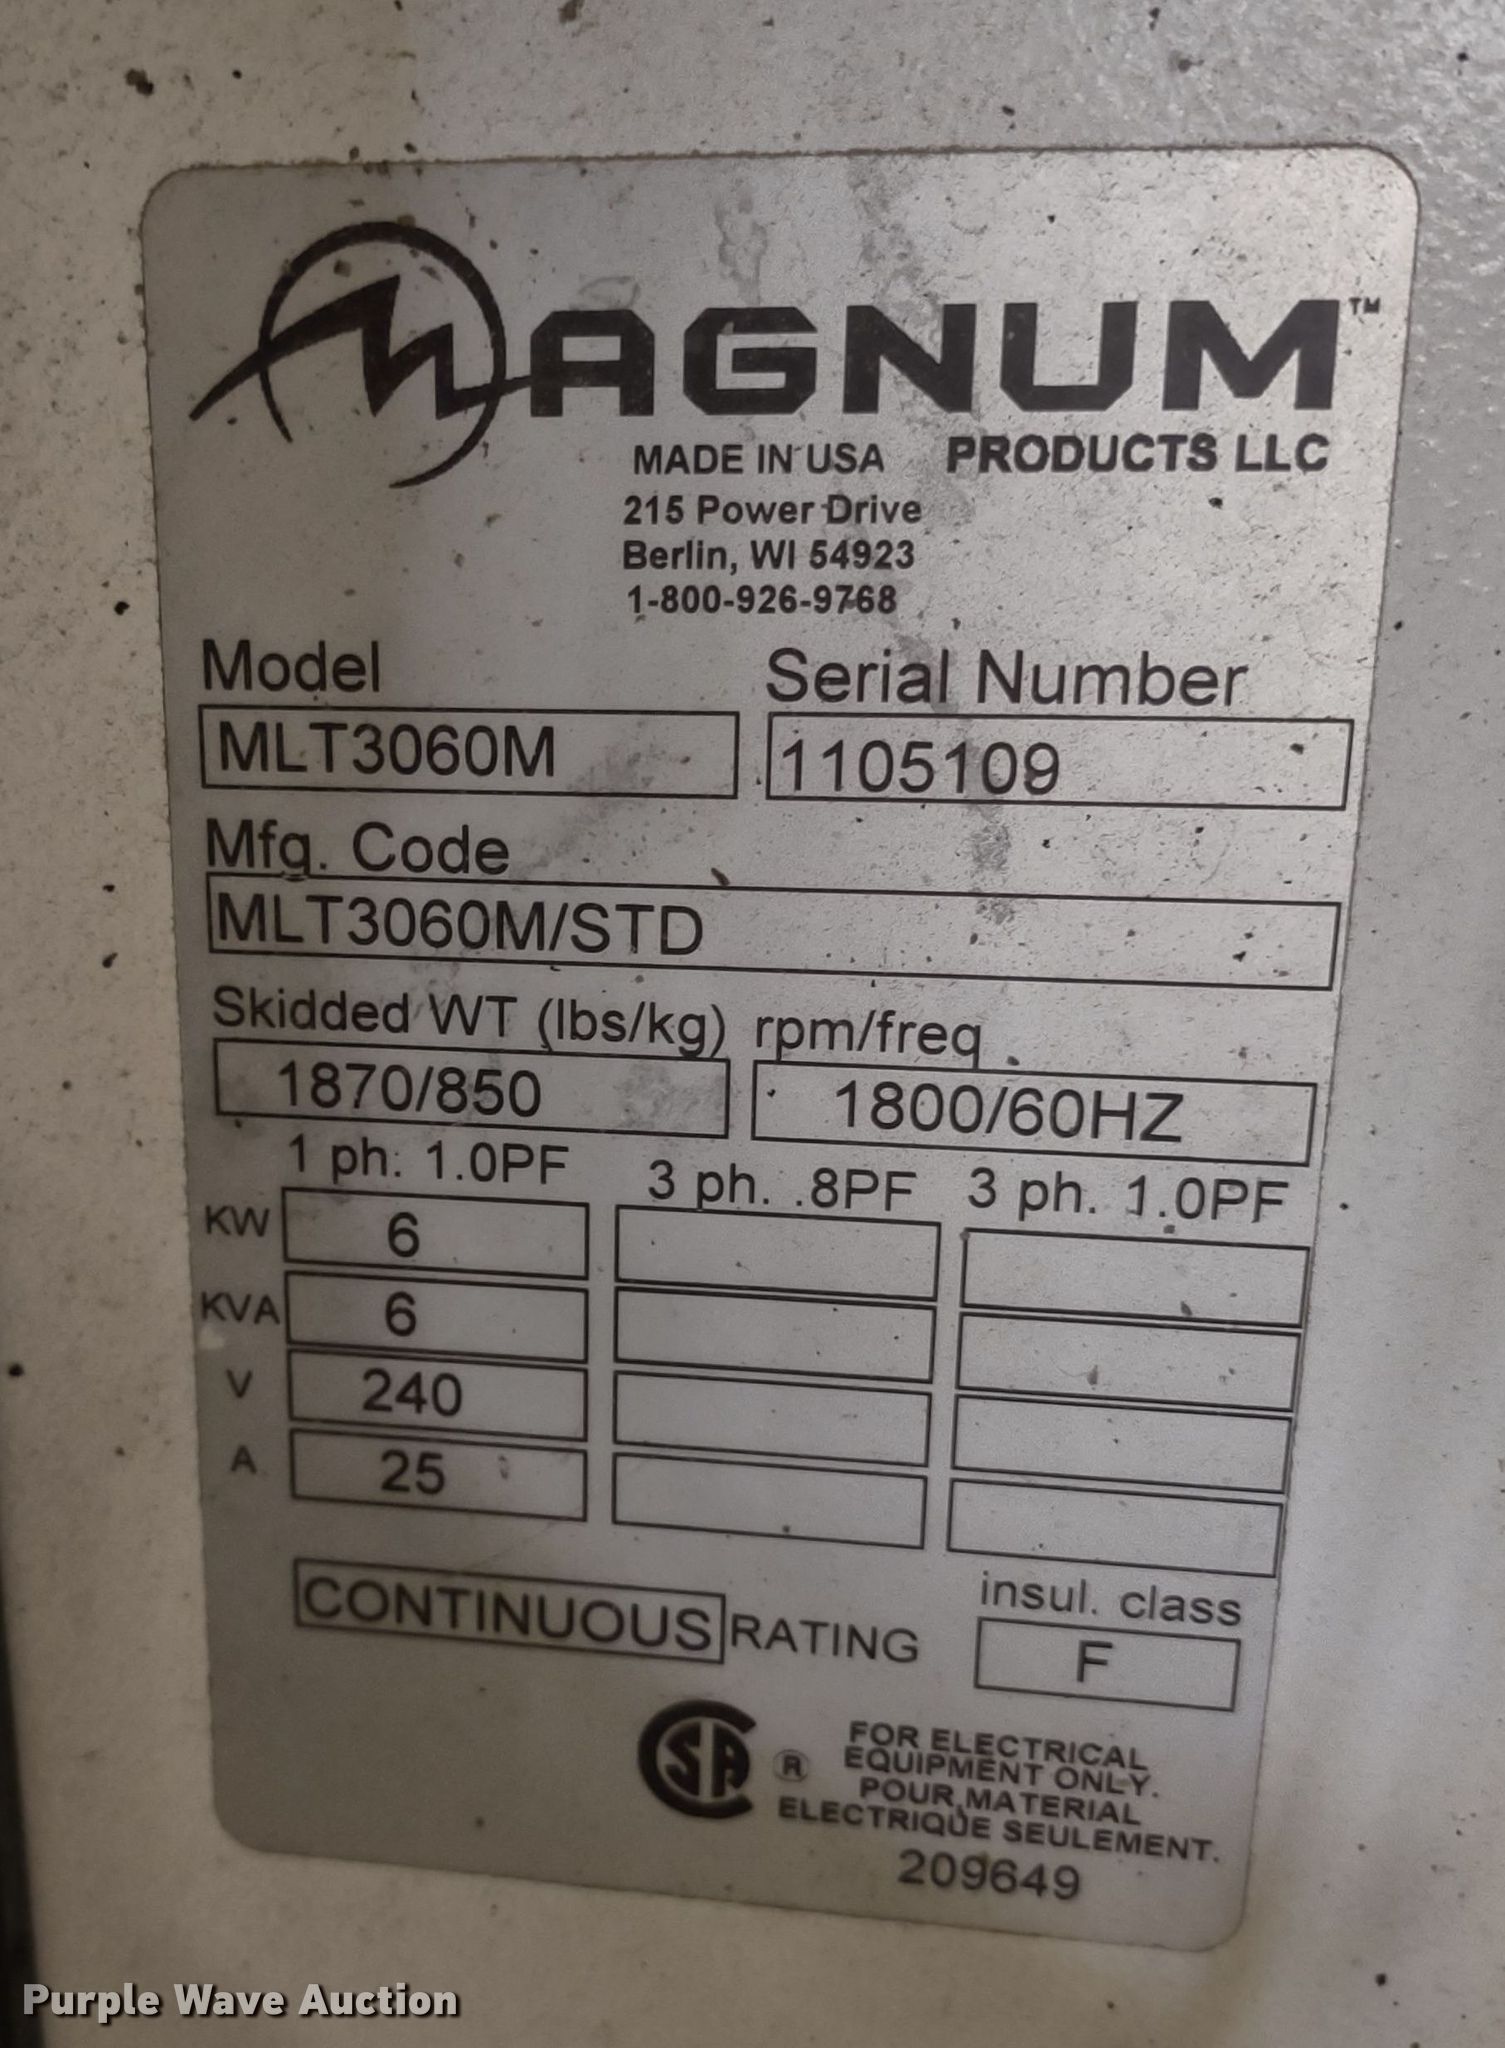 MAGNUM™
MADE IN USA PRODUCTS LLC
215 Power Drive
Berlin, WI 54923
1-800-926-9768
Model Serial Number
MLT3060M 1105109
Mfg. Code
MLT3060M/STD
Skidded WT (lbs/kg) rpm/freq
1870/850 1800/60HZ
1 ph. 1.0PF 3 ph. .8PF 3 ph. 1.0PF
KW 6
KVA 6
V 240
A 25
CONTINUOUS RATING
insul. class
F
SA ®
FOR ELECTRICAL
EQUIPMENT ONLY.
POUR MATERIAL
ELECTRIQUE SEULEMENT.
209649
Purple Wave Auction